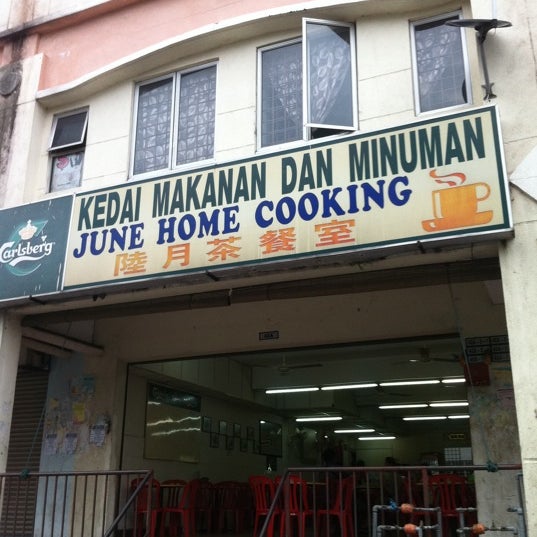 KEDAI MAKANAN DAN MINUMAN
JUNE HOME COOKING
陸月茶餐室
Carlsberg